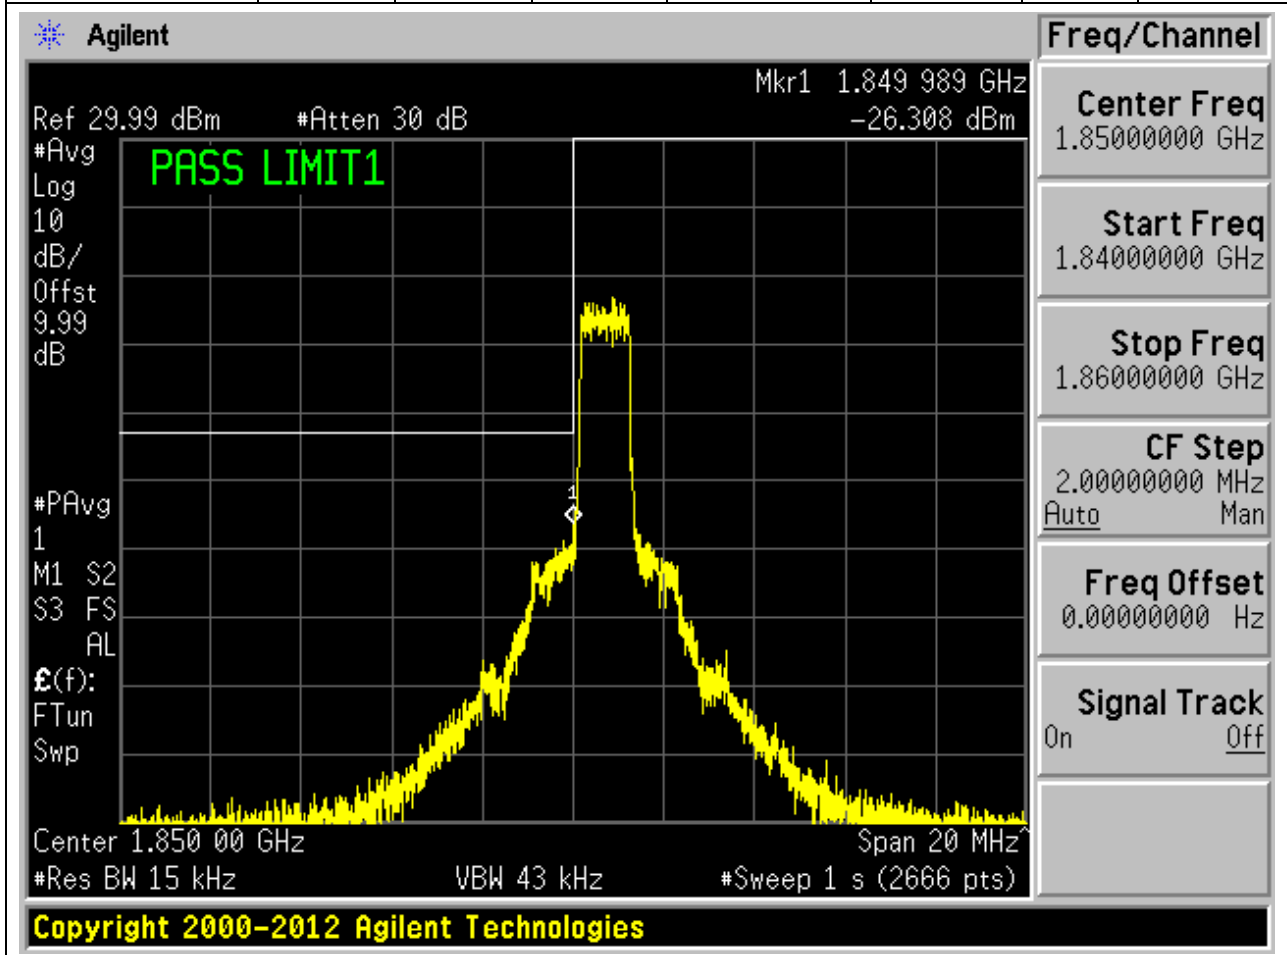 Agilent
Freq/Channel
Mkr1 1.849 989 GHz
Ref 29.99 dBm #Atten 30 dB -26.308 dBm
#Avg
Log
10
dB/
Offst
9.99
dB
PASS LIMIT1
1
#PAvg
1
M1 S2
S3 FS
AL
£(f):
FTun
Swp
Center 1.850 00 GHz Span 20 MHz^
#Res BW 15 kHz VBW 43 kHz #Sweep 1 s (2666 pts)
Copyright 2000-2012 Agilent Technologies
Center Freq
1.85000000 GHz
Start Freq
1.84000000 GHz
Stop Freq
1.86000000 GHz
CF Step
2.00000000 MHz
Auto Man
Freq Offset
0.00000000 Hz
Signal Track
On Off